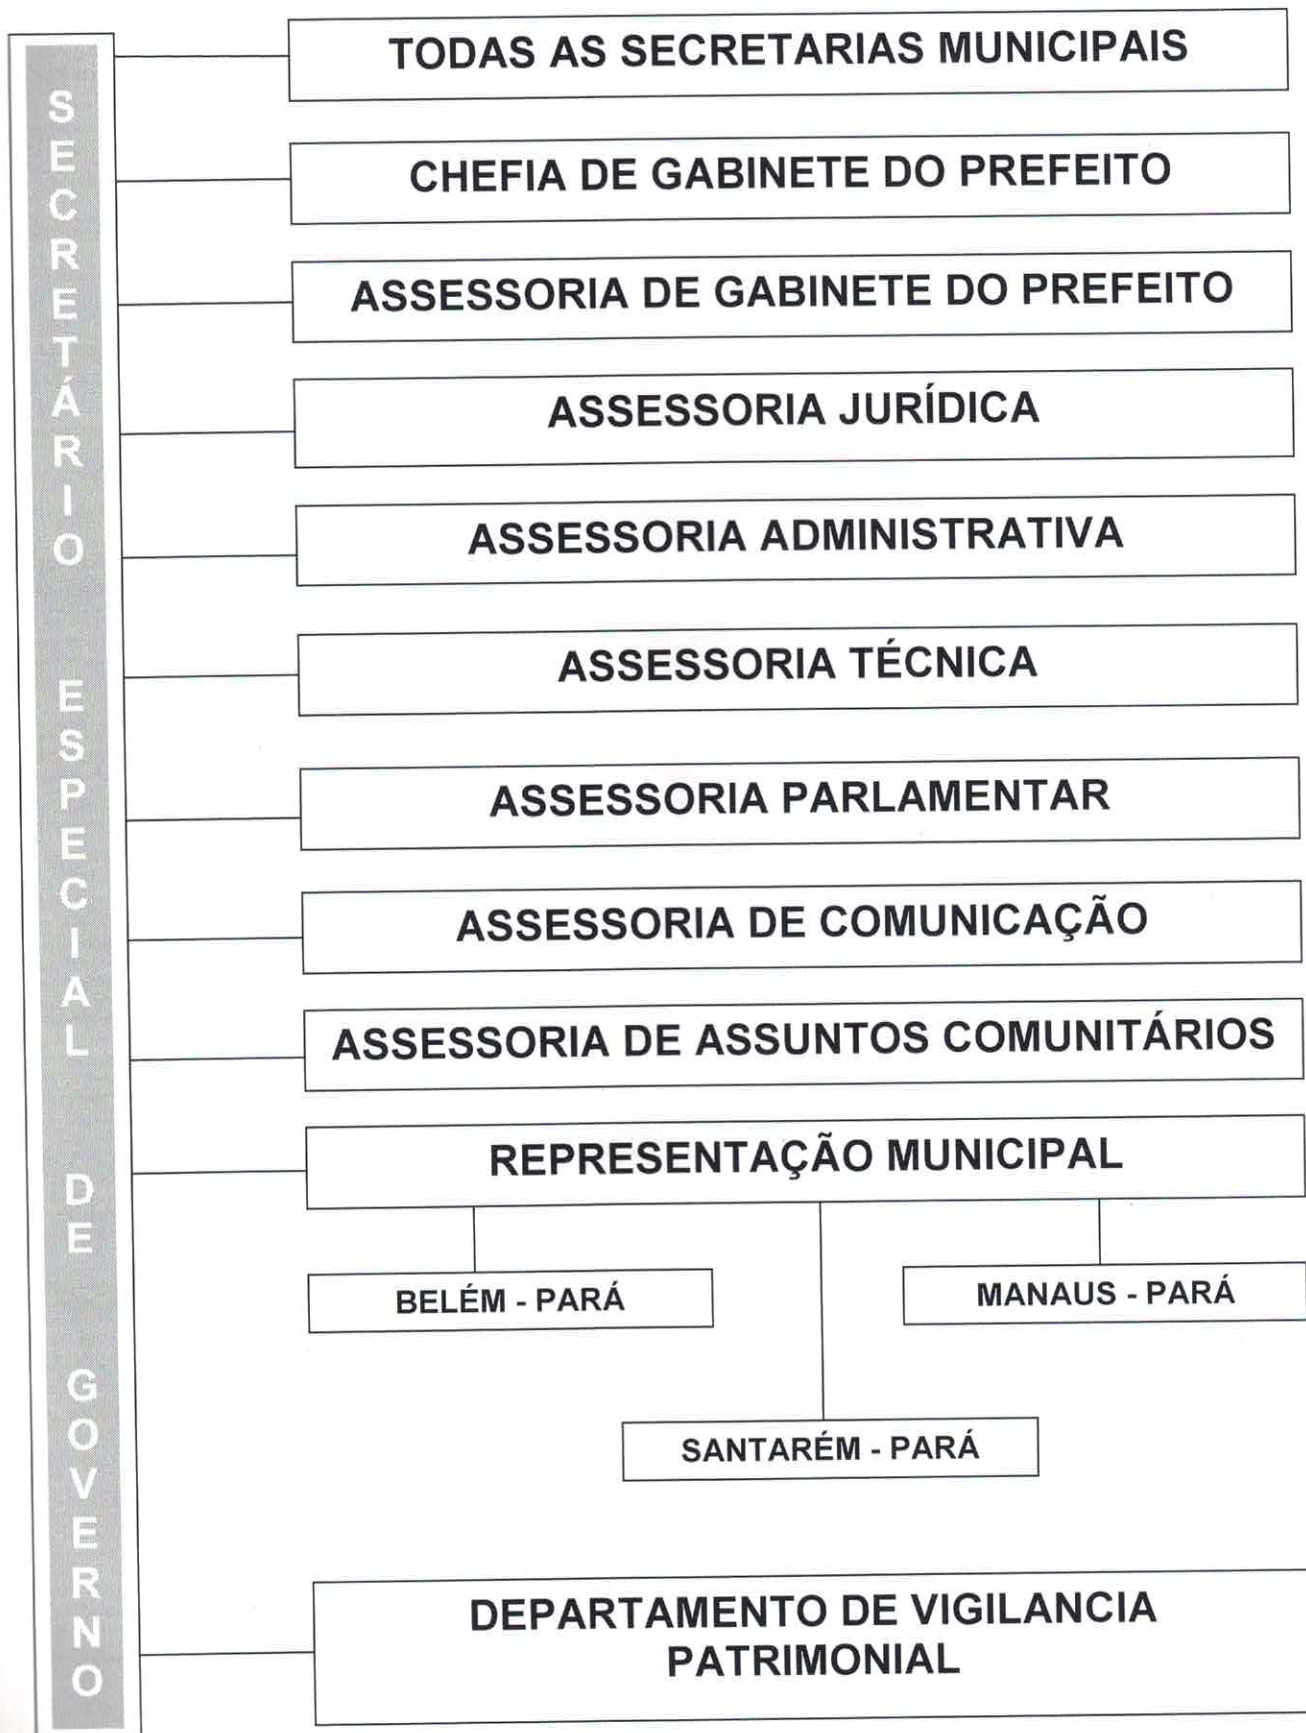 SECRETÁRIO ESPECIAL DE GOVERNO
TODAS AS SECRETARIAS MUNICIPAIS
CHEFIA DE GABINETE DO PREFEITO
ASSESSORIA DE GABINETE DO PREFEITO
ASSESSORIA JURÍDICA
ASSESSORIA ADMINISTRATIVA
ASSESSORIA TÉCNICA
ASSESSORIA PARLAMENTAR
ASSESSORIA DE COMUNICAÇÃO
ASSESSORIA DE ASSUNTOS COMUNITÁRIOS
REPRESENTAÇÃO MUNICIPAL
BELÉM - PARÁ
MANAUS - PARÁ
SANTARÉM - PARÁ
DEPARTAMENTO DE VIGILANCIA
PATRIMONIAL